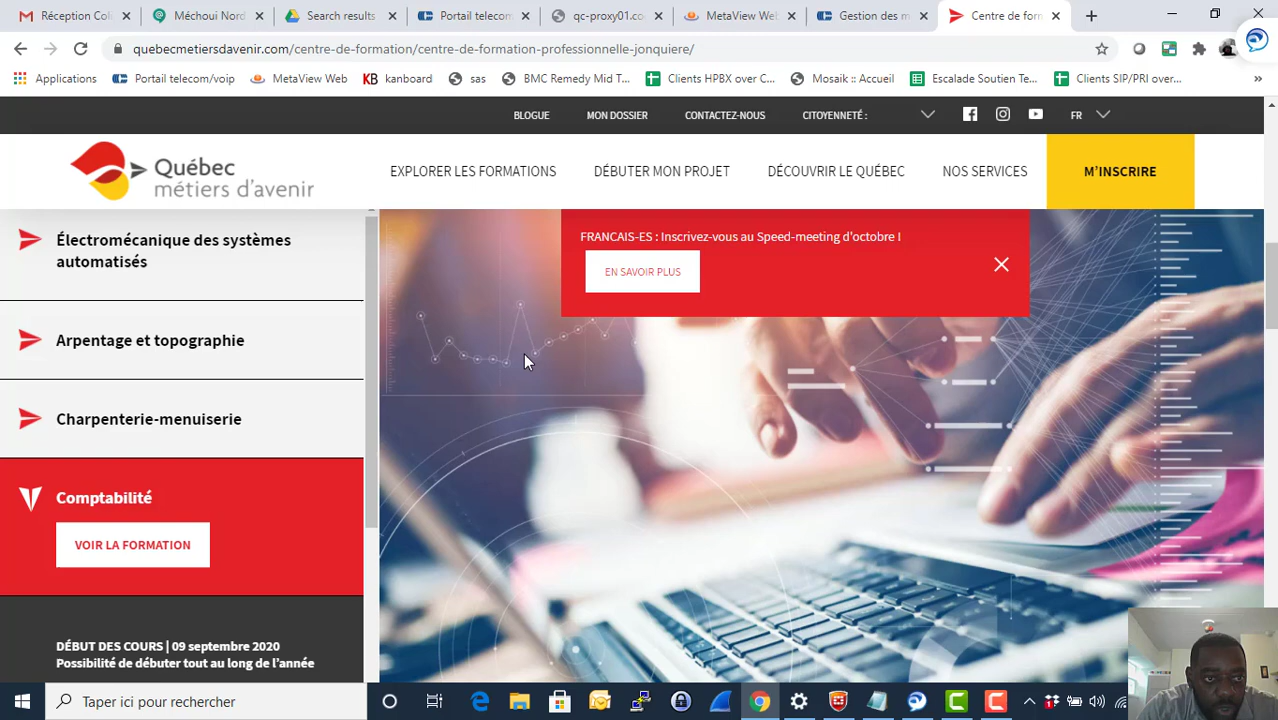 Réception Col
Méchoui Nord
Search results
Portail telecom
qc-proxy01.co
MetaView Web
Gestion des m
Centre de for
quebecmetiersdavenir.com/centre-de-formation/centre-de-formation-professionnelle-jonquiere/
Applications
Portail telecom/voip
MetaView Web
KB kanboard
sas
BMC Remedy Mid T...
Clients HPBX over C...
Mosaik :: Accueil
Escalade Soutien Te...
Clients SIP/PRI over...
»
BLOGUE
MON DOSSIER
CONTACTEZ-NOUS
CITOYENNETÉ :
FR
Québec
métiers d'avenir
EXPLORER LES FORMATIONS
DÉBUTER MON PROJET
DÉCOUVRIR LE QUÉBEC
NOS SERVICES
M'INSCRIRE
Électromécanique des systèmes
automatisés
Arpentage et topographie
Charpenterie-menuiserie
Comptabilité
VOIR LA FORMATION
DÉBUT DES COURS | 09 septembre 2020
Possibilité de débuter tout au long de l'année
FRANCAIS-ES : Inscrivez-vous au Speed-meeting d'octobre !
EN SAVOIR PLUS
Taper ici pour rechercher